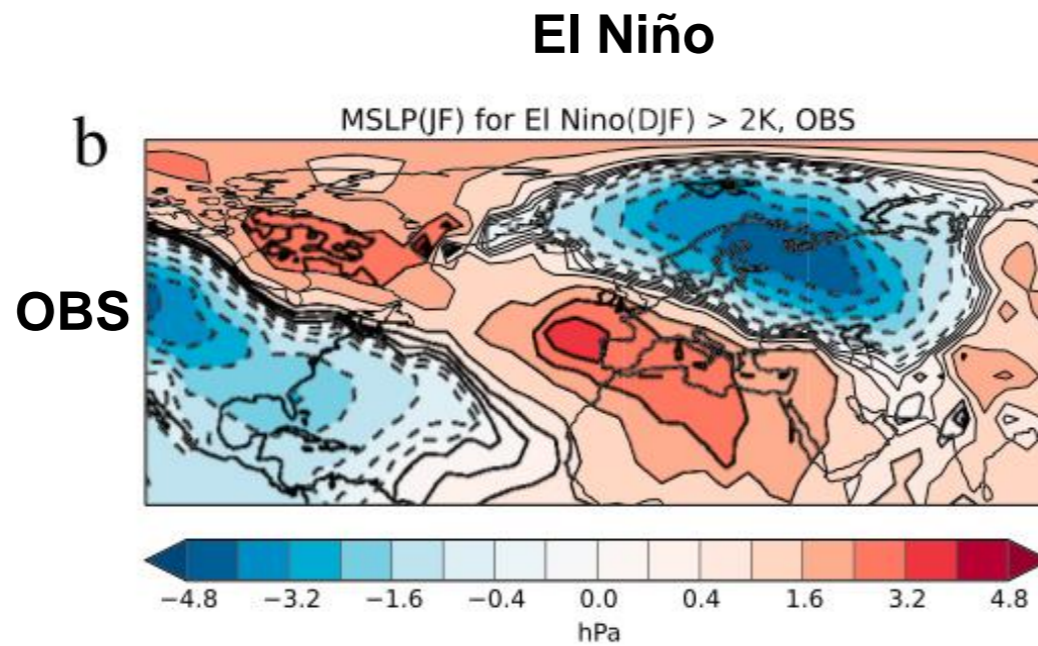 El Niño
b
MSLP(JF) for El Nino(DJF) > 2K, OBS
OBS
−4.8 −3.2 −1.6 −0.4 0.0 0.4 1.6 3.2 4.8
hPa